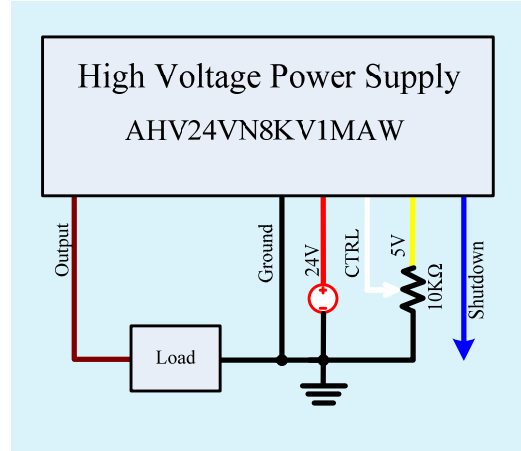 High Voltage Power Supply
AHV24VN8KV1MAW
Output
Ground
24V
CTRL
5V
10KΩ
Shutdown
Load